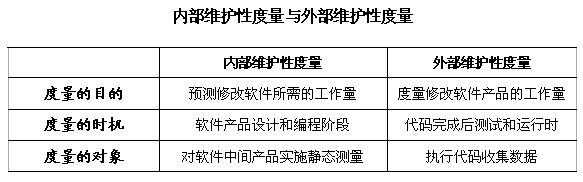 内部维护性度量与外部维护性度量
内部维护性度量 外部维护性度量
度量的目的 预测修改软件所需的工作量 度量修改软件产品的工作量
度量的时机 软件产品设计和编程阶段 代码完成后测试和运行时
度量的对象 对软件中间产品实施静态测量 执行代码收集数据